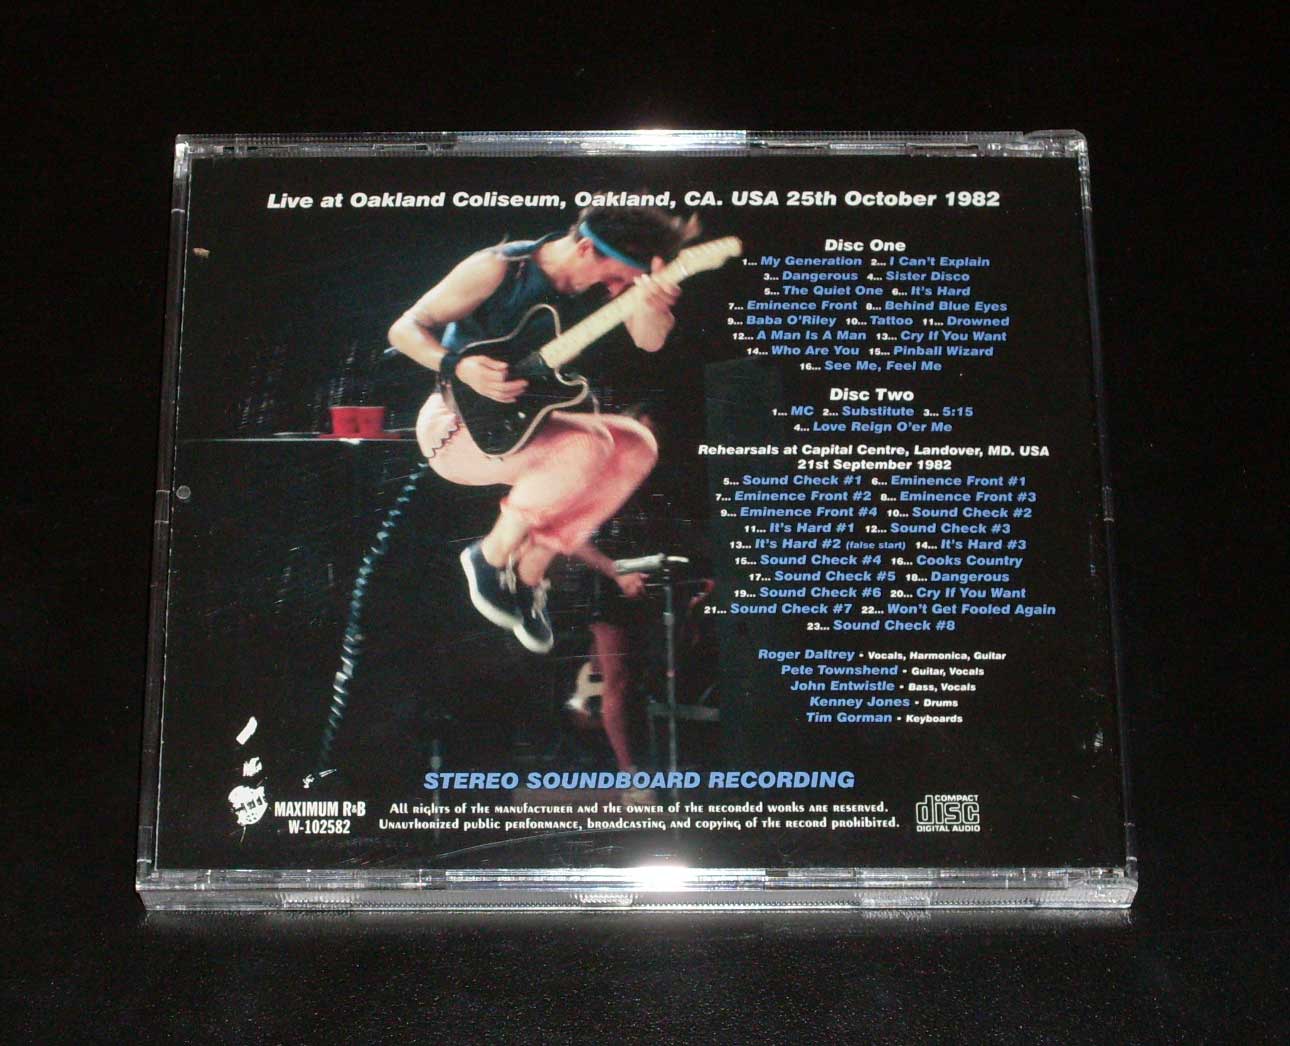 Live at Oakland Coliseum, Oakland, CA. USA 25th October 1982
Disc One
1... My Generation 2... I Can't Explain
3... Dangerous 4... Sister Disco
5... The Quiet One 6... It's Hard
7... Eminence Front 8... Behind Blue Eyes
9... Baba O'Riley 10... Tattoo 11... Drowned
12... A Man Is A Man 13... Cry If You Want
14... Who Are You 15... Pinball Wizard
16... See Me, Feel Me
Disc Two
1... MC 2... Substitute 3... 5:15
4... Love Reign O'er Me
Rehearsals at Capital Centre, Landover, MD. USA
21st September 1982
5... Sound Check #1 6... Eminence Front #1
7... Eminence Front #2 8... Eminence Front #3
9... Eminence Front #4 10... Sound Check #2
11... It's Hard #1 12... Sound Check #3
13... It's Hard #2 (false start) 14... It's Hard #3
15... Sound Check #4 16... Cooks Country
17... Sound Check #5 18... Dangerous
19... Sound Check #6 20... Cry If You Want
21... Sound Check #7 22... Won't Get Fooled Again
23... Sound Check #8
Roger Daltrey • Vocals, Harmonica, Guitar
Pete Townshend • Guitar, Vocals
John Entwistle • Bass, Vocals
Kenney Jones • Drums
Tim Gorman • Keyboards
STEREO SOUNDBOARD RECORDING
MAXIMUM R&B
W-102582
All rights of the manufacturer and the owner of the recorded works are reserved.
Unauthorized public performance, broadcasting and copying of the record prohibited.
COMPACT
disc
DIGITAL AUDIO